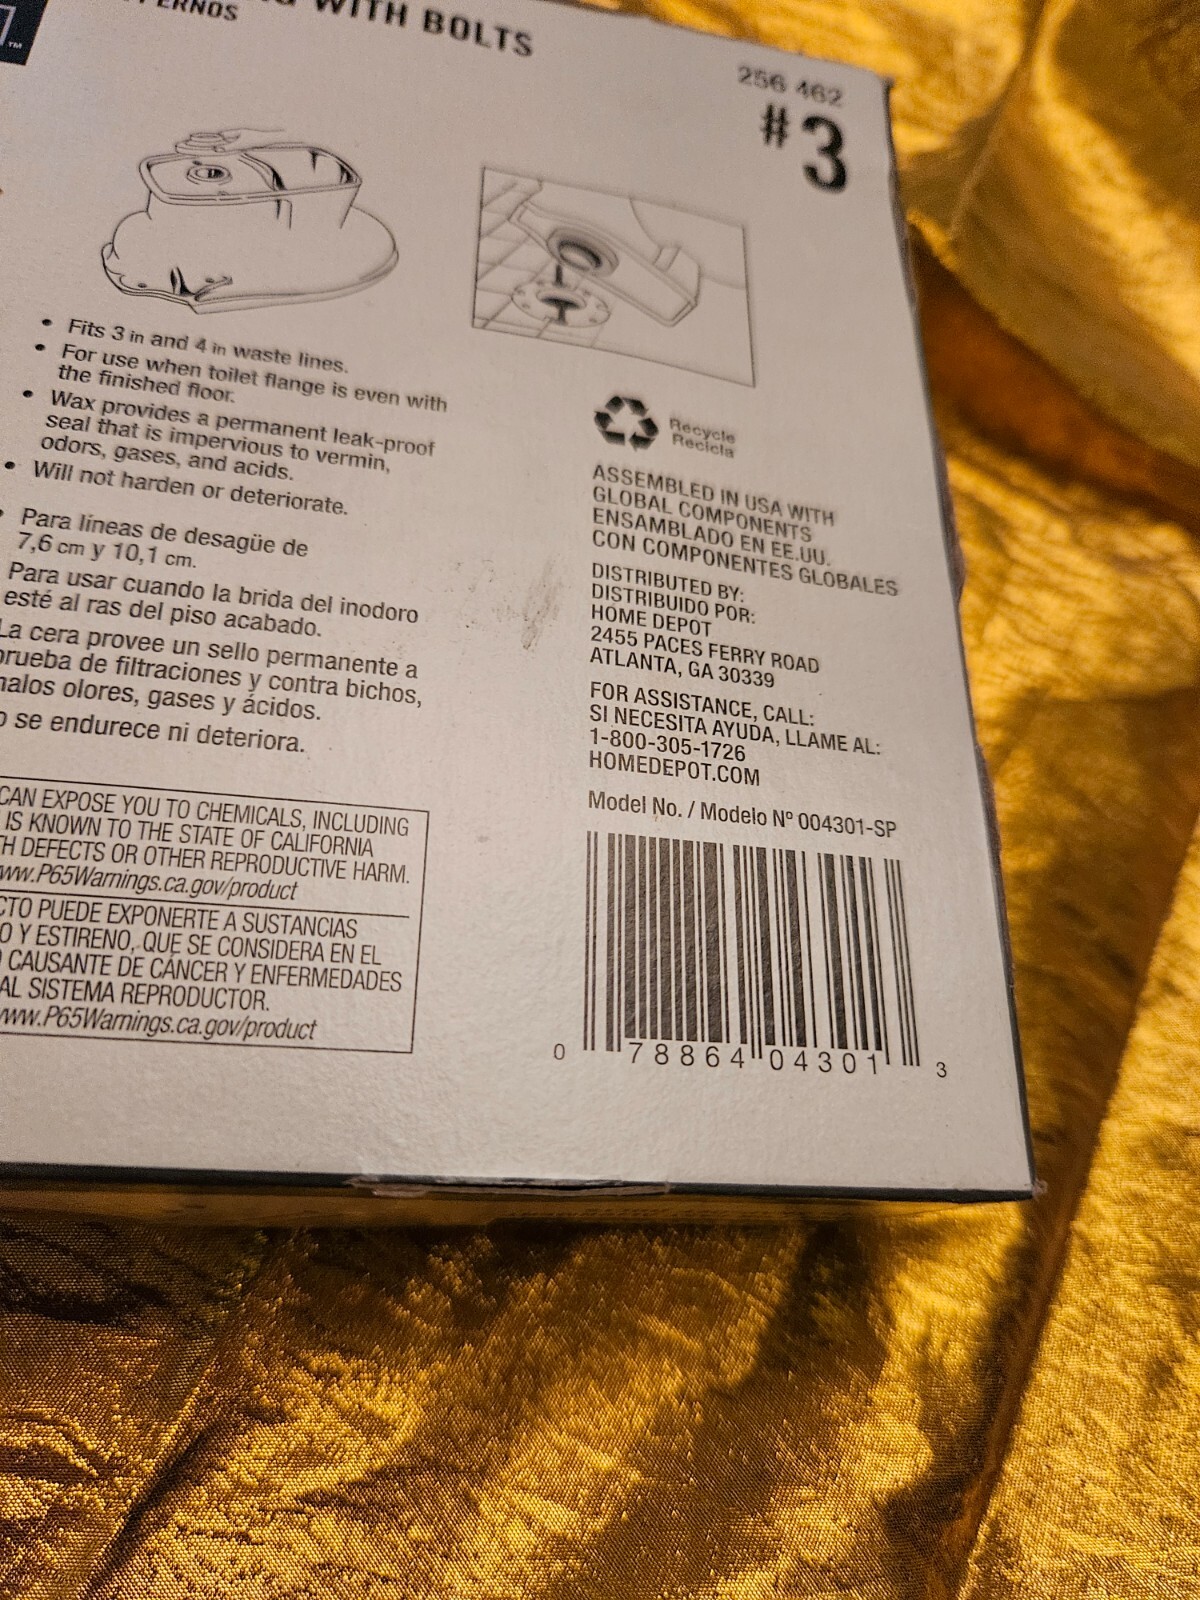 WITH BOLTS
PERNOS
™
256 462
#3
• Fits 3 in and 4 in waste lines.
• For use when toilet flange is even with
the finished floor.
• Wax provides a permanent leak-proof
seal that is impervious to vermin,
odors, gases, and acids.
• Will not harden or deteriorate.
Para líneas de desagüe de
7,6 cm y 10,1 cm.
Para usar cuando la brida del inodoro
esté al ras del piso acabado.
La cera provee un sello permanente a
prueba de filtraciones y contra bichos,
malos olores, gases y ácidos.
se endurece ni deteriora.
CAN EXPOSE YOU TO CHEMICALS, INCLUDING
IS KNOWN TO THE STATE OF CALIFORNIA
DEFECTS OR OTHER REPRODUCTIVE HARM.
www.P65Warnings.ca.gov/product
PUEDE EXPONERTE A SUSTANCIAS
O Y ESTIRENO, QUE SE CONSIDERA EN EL
CAUSANTE DE CÁNCER Y ENFERMEDADES
AL SISTEMA REPRODUCTOR.
www.P65Warnings.ca.gov/product
Recycle
Recicla
ASSEMBLED IN USA WITH
GLOBAL COMPONENTS
ENSAMBLADO EN EE.UU.
CON COMPONENTES GLOBALES
DISTRIBUTED BY:
DISTRIBUIDO POR:
HOME DEPOT
2455 PACES FERRY ROAD
ATLANTA, GA 30339
FOR ASSISTANCE, CALL:
SI NECESITA AYUDA, LLAME AL:
1-800-305-1726
HOMEDEPOT.COM
Model No. / Modelo Nº 004301-SP
0 78864 04301 3